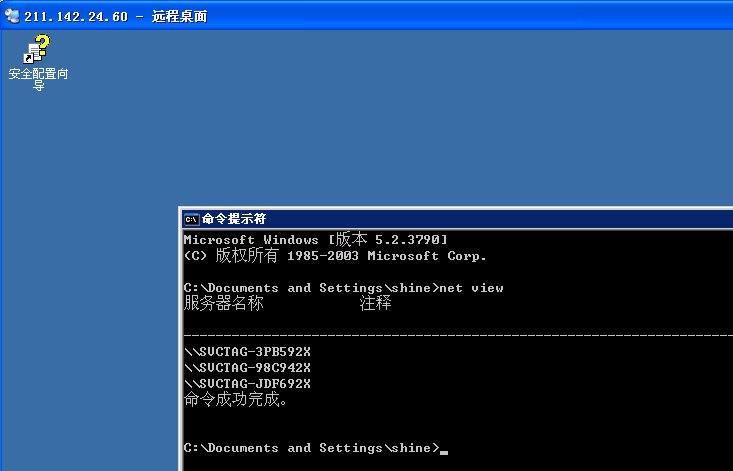 211.142.24.60 - 远程桌面
安全配置向
导
命令提示符
Microsoft Windows [版本 5.2.3790]
(C) 版权所有 1985-2003 Microsoft Corp.
C:\Documents and Settings\shine>net view
服务器名称            注释
-------------------------------------------------------------------------------
\\SVCTAG-3PB592X
\\SVCTAG-98C942X
\\SVCTAG-JDF692X
命令成功完成。
C:\Documents and Settings\shine>_